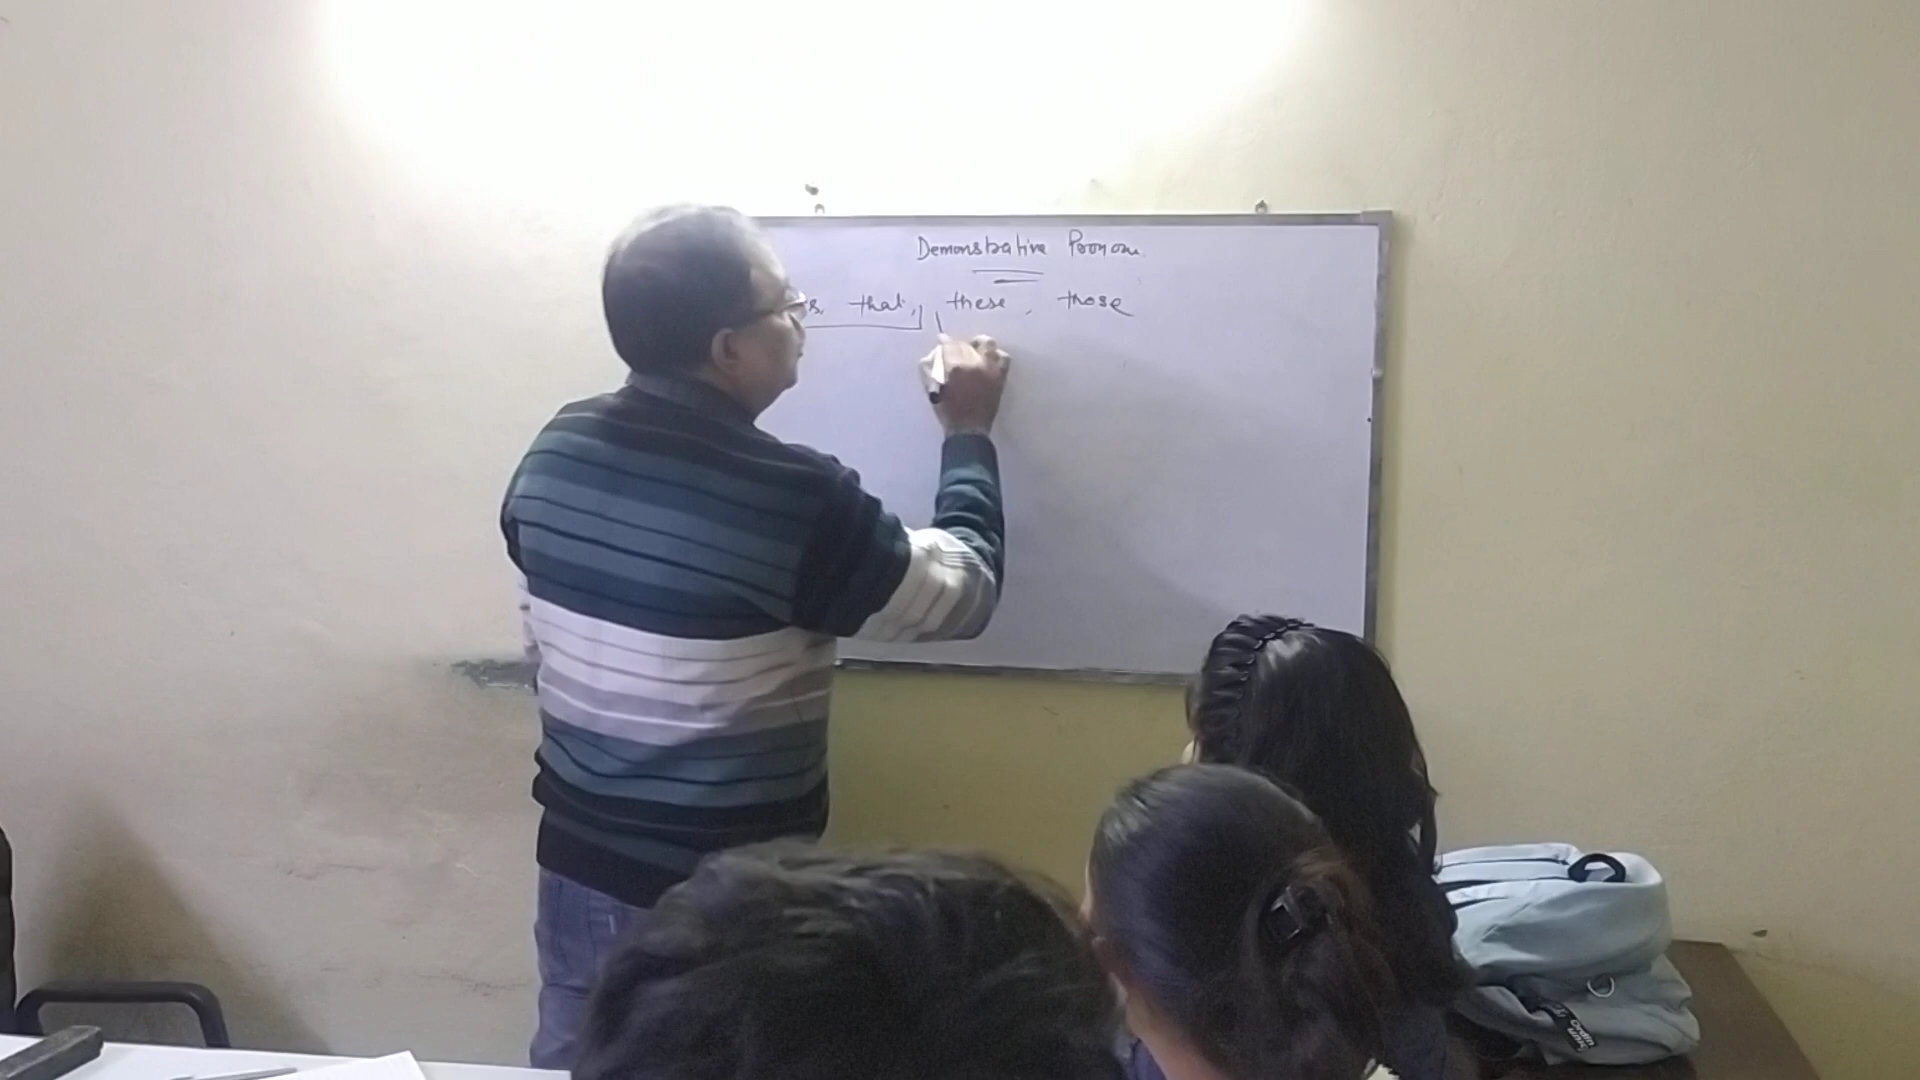 Demonstrative Pronoun
s, that, these, those